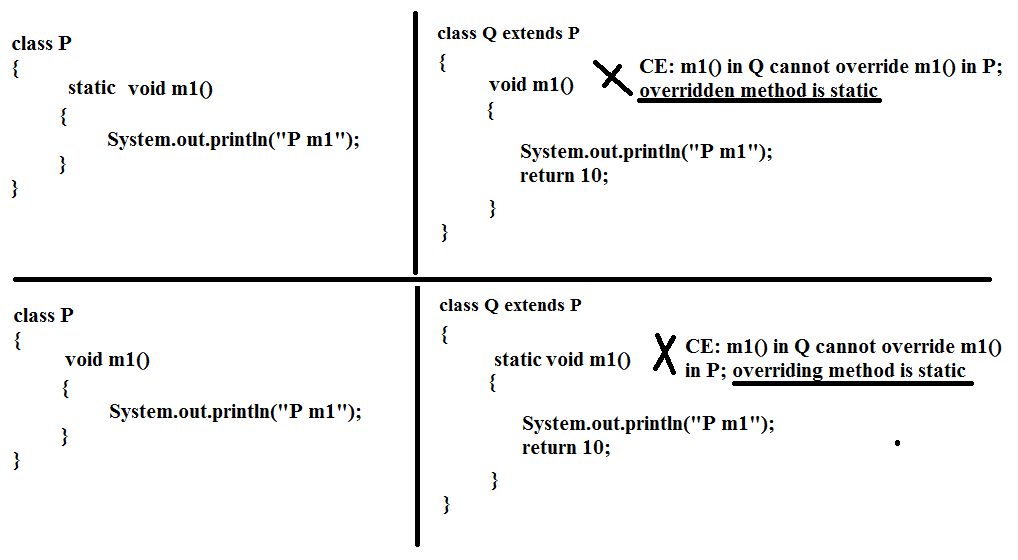 class P
{
static void m1()
{
System.out.println("P m1");
}
}
class Q extends P
{
void m1()
CE: m1() in Q cannot override m1() in P;
overridden method is static
{
System.out.println("P m1");
return 10;
}
}
class P
{
void m1()
{
System.out.println("P m1");
}
}
class Q extends P
{
static void m1()
CE: m1() in Q cannot override m1()
in P; overriding method is static
{
System.out.println("P m1");
return 10;
}
}